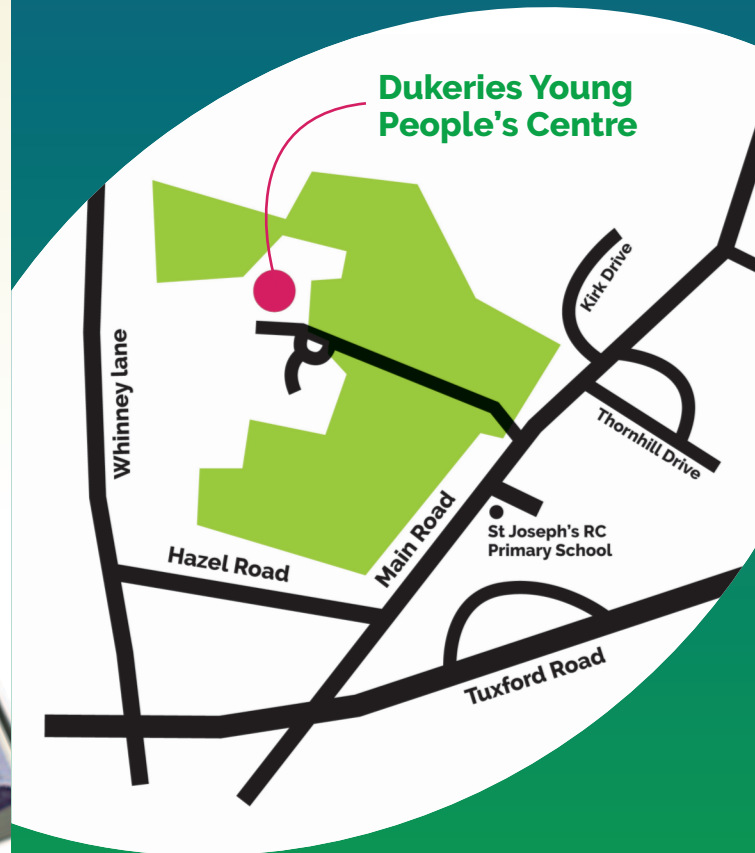 Dukeries Young
People’s Centre
Kirk Drive
Whinney Lane
Thornhill Drive
Main Road
St Joseph’s RC
Primary School
Hazel Road
Tuxford Road